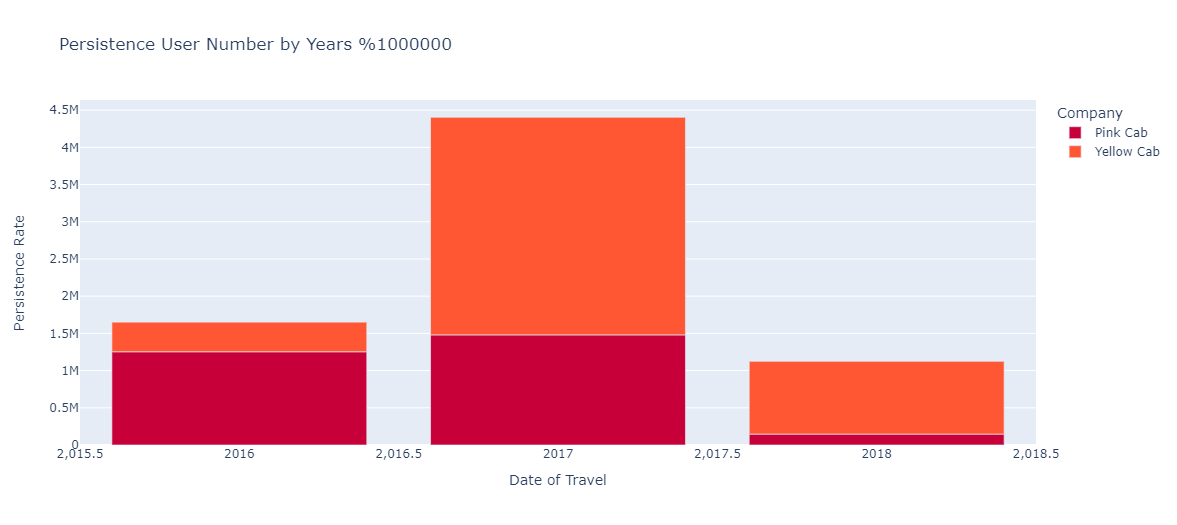 Persistence User Number by Years %1000000
4.5M
4M
3.5M
3M
2.5M
2M
1.5M
1M
0.5M
0
Persistence Rate
2,015.5 2016 2,016.5 2017 2,017.5 2018 2,018.5
Date of Travel
Company
Pink Cab
Yellow Cab